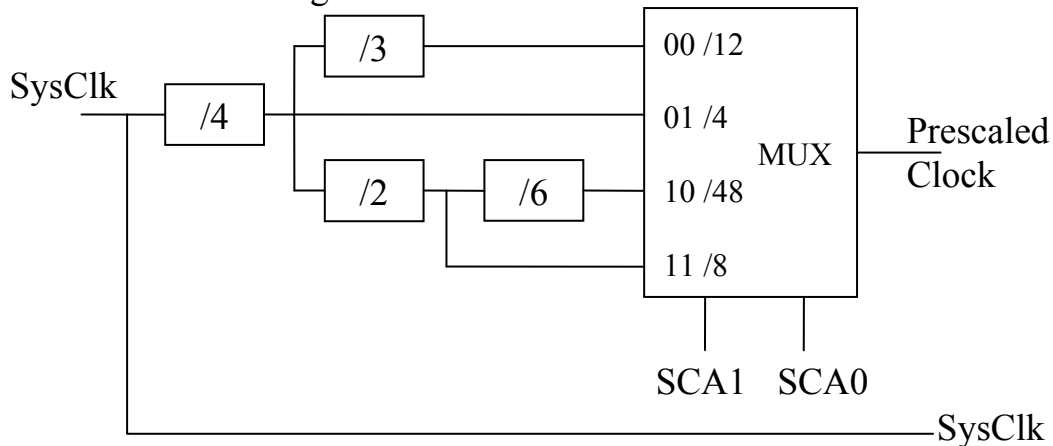 /3
00 /12
SysClk
/4
01 /4
MUX
Prescaled
Clock
/2
/6
10 /48
11 /8
SCA1 SCA0
SysClk